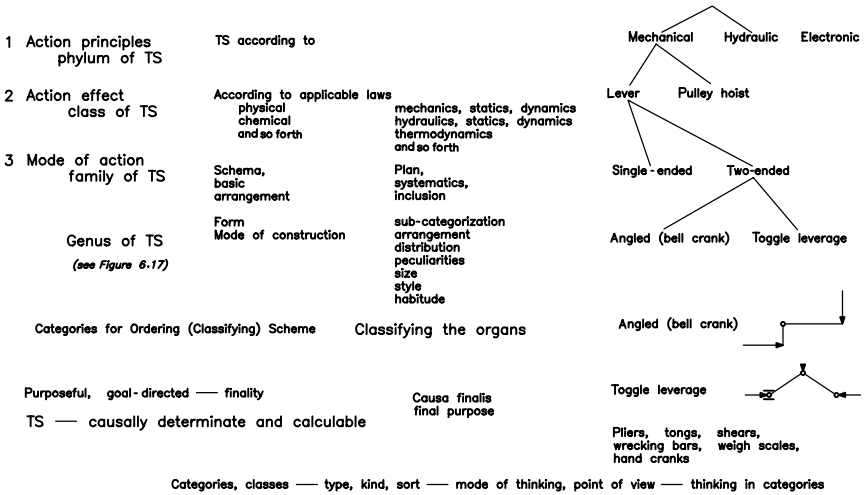 1 Action principles
phylum of TS
TS according to
Mechanical Hydraulic Electronic
2 Action effect
class of TS
According to applicable laws
physical
chemical
and so forth
mechanics, statics, dynamics
hydraulics, statics, dynamics
thermodynamics
and so forth
Lever Pulley hoist
3 Mode of action
family of TS
Schema,
basic
arrangement
Plan,
systematics,
inclusion
Single-ended Two-ended
Genus of TS
(see Figure 6.17)
Form
Mode of construction
sub-categorization
arrangement
distribution
peculiarities
size
style
habitude
Angled (bell crank) Toggle leverage
Categories for Ordering (Classifying) Scheme Classifying the organs
Angled (bell crank)
Purposeful, goal-directed — finality
Causa finalis
final purpose
Toggle leverage
TS — causally determinate and calculable
Pliers, tongs, shears,
wrecking bars, weigh scales,
hand cranks
Categories, classes — type, kind, sort — mode of thinking, point of view — thinking in categories